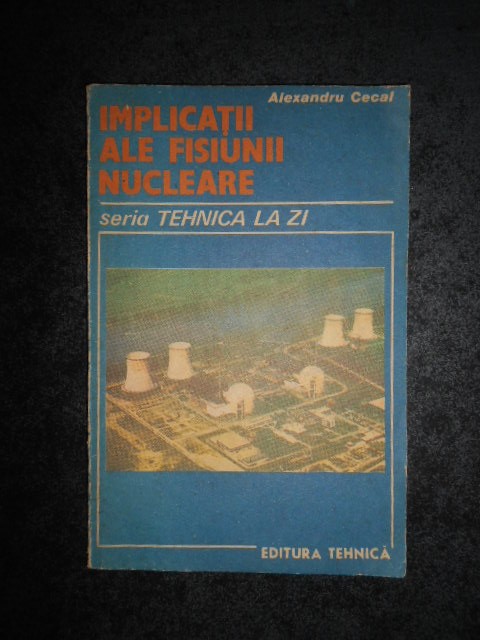 Alexandru Cecal
IMPLICAȚII
ALE FISIUNII
NUCLEARE
seria TEHNICA LA ZI
EDITURA TEHNICĂ